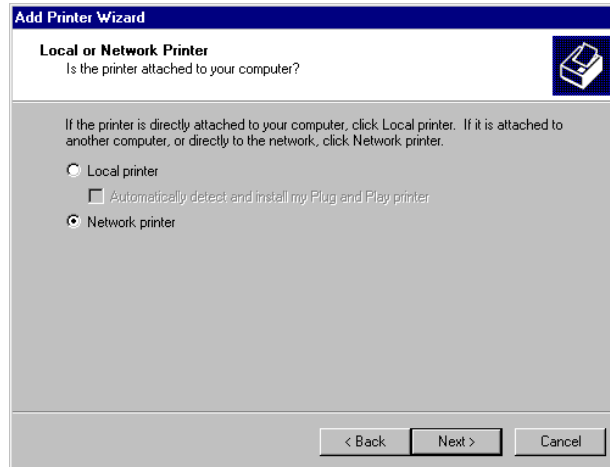 Add Printer Wizard
Local or Network Printer
Is the printer attached to your computer?
If the printer is directly attached to your computer, click Local printer.  If it is attached to
another computer, or directly to the network, click Network printer.
Local printer
Automatically detect and install my Plug and Play printer
Network printer
< Back Next > Cancel